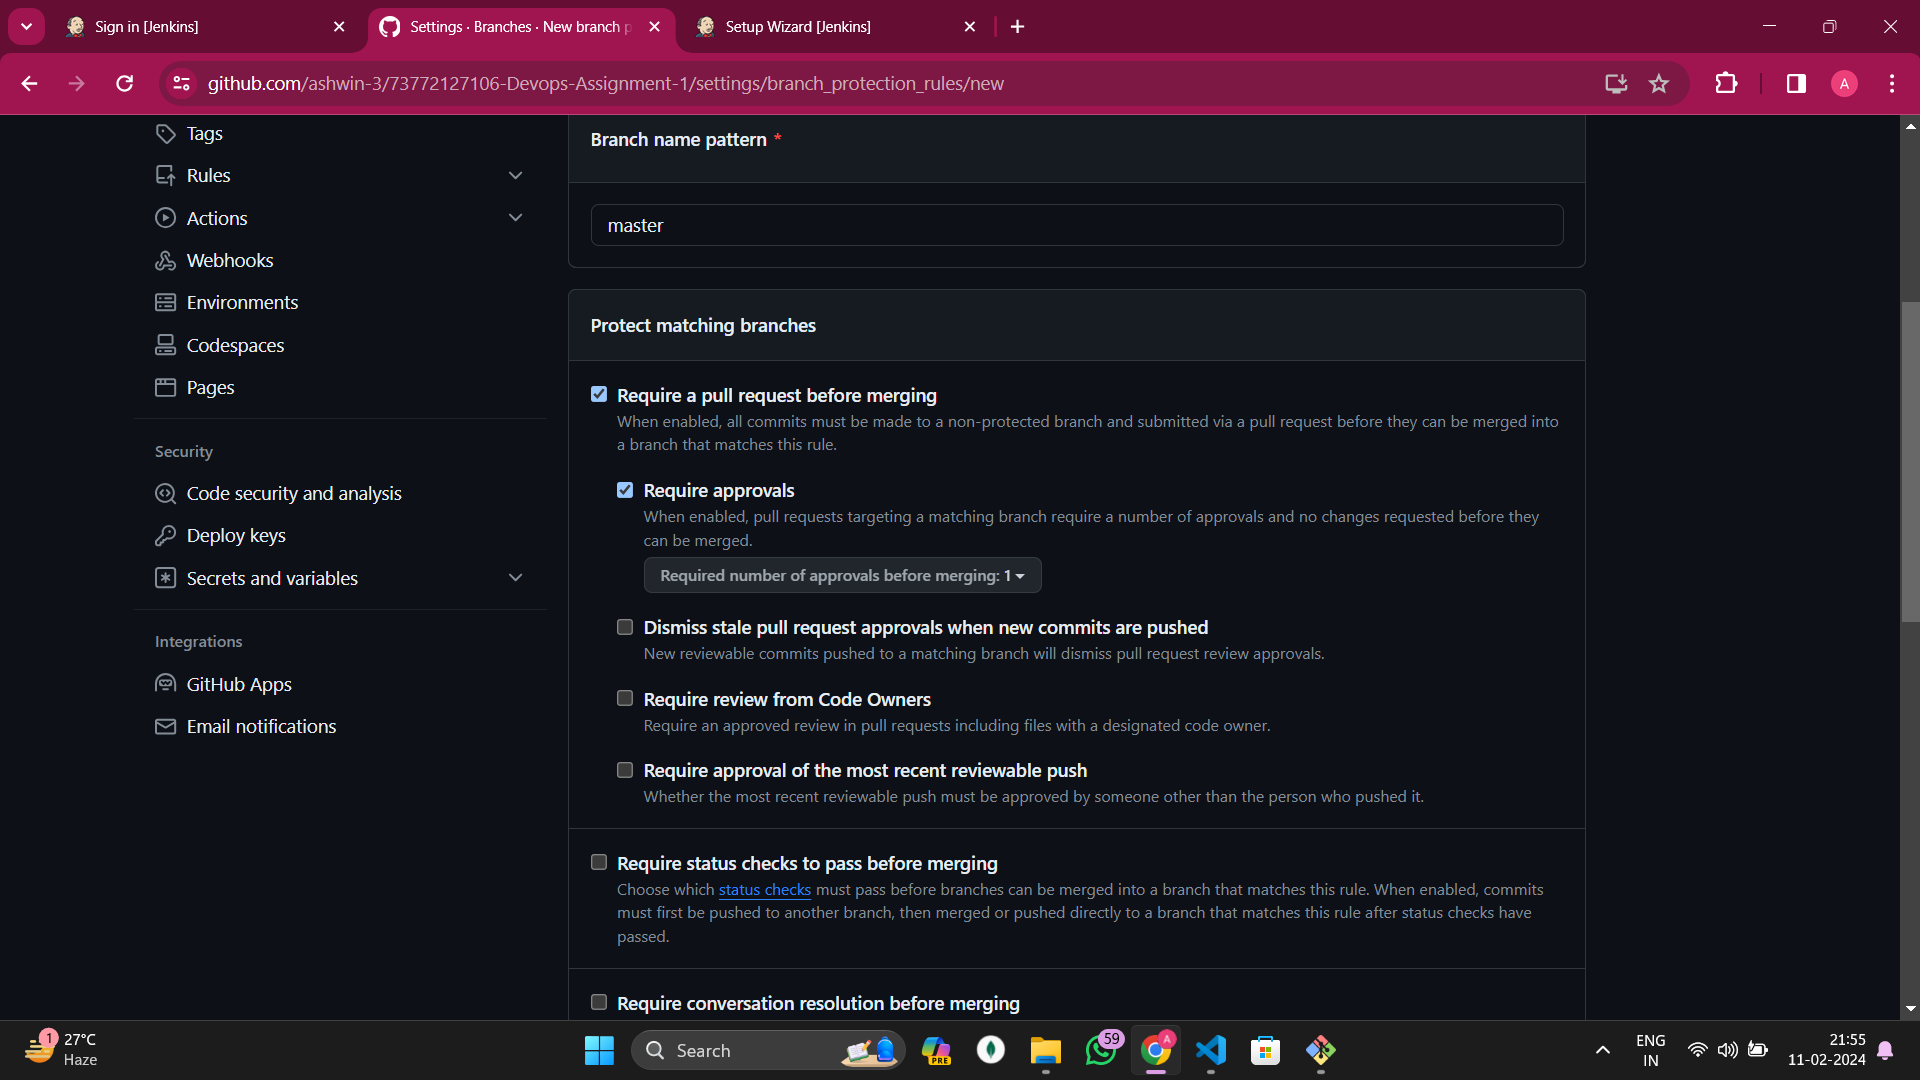 Sign in [Jenkins]
Settings · Branches · New branch p
Setup Wizard [Jenkins]
github.com/ashwin-3/73772127106-Devops-Assignment-1/settings/branch_protection_rules/new
A
Tags
Rules
Actions
Webhooks
Environments
Codespaces
Pages
Security
Code security and analysis
Deploy keys
Secrets and variables
Integrations
GitHub Apps
Email notifications
Branch name pattern *
master
Protect matching branches
Require a pull request before merging
When enabled, all commits must be made to a non-protected branch and submitted via a pull request before they can be merged into
a branch that matches this rule.
Require approvals
When enabled, pull requests targeting a matching branch require a number of approvals and no changes requested before they
can be merged.
Required number of approvals before merging: 1
Dismiss stale pull request approvals when new commits are pushed
New reviewable commits pushed to a matching branch will dismiss pull request review approvals.
Require review from Code Owners
Require an approved review in pull requests including files with a designated code owner.
Require approval of the most recent reviewable push
Whether the most recent reviewable push must be approved by someone other than the person who pushed it.
Require status checks to pass before merging
Choose which status checks must pass before branches can be merged into a branch that matches this rule. When enabled, commits
must first be pushed to another branch, then merged or pushed directly to a branch that matches this rule after status checks have
passed.
Require conversation resolution before merging
1
27°C
Haze
Search
PRE
59
A
ENG
IN
21:55
11-02-2024